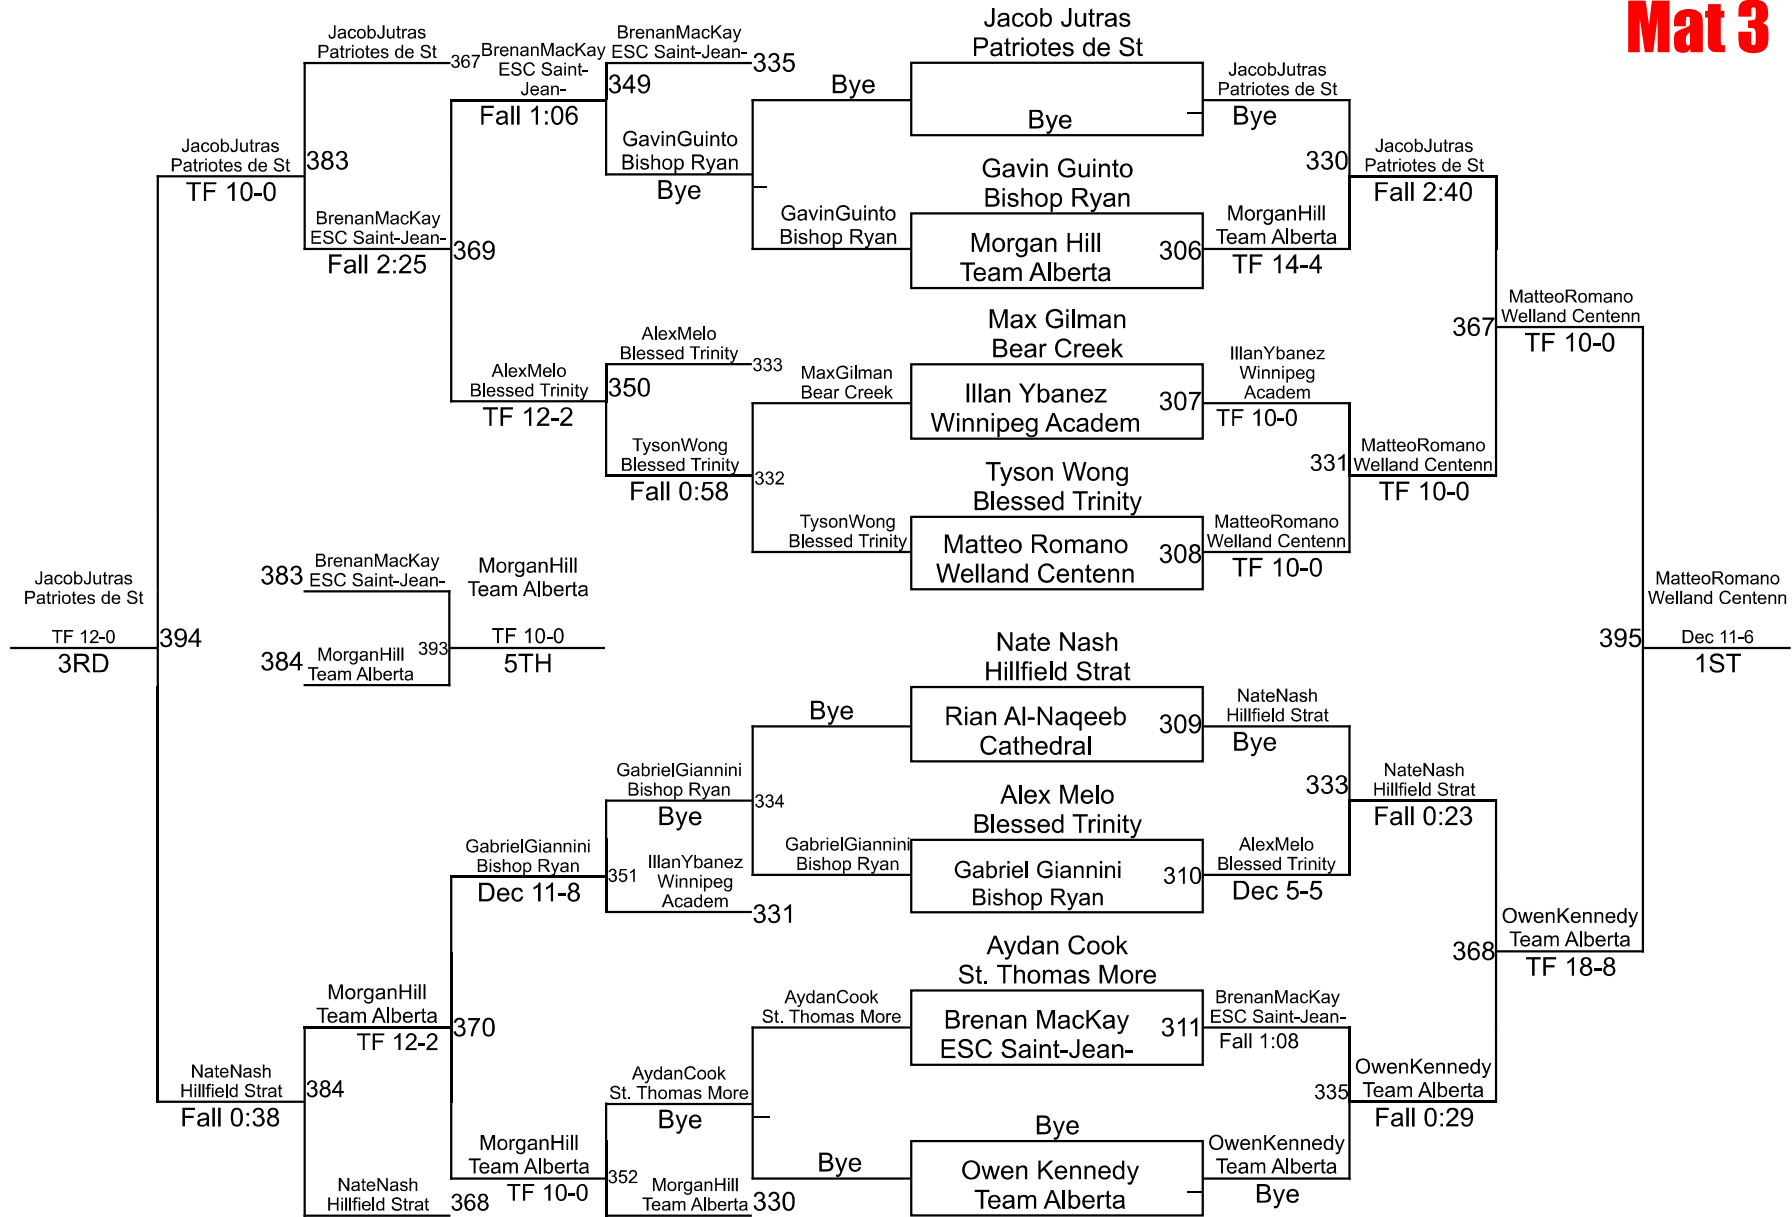 Mat 3
Jacob Jutras
Patriotes de St
Bye
Gavin Guinto
Bishop Ryan
Morgan Hill
Team Alberta
306
Max Gilman
Bear Creek
Illan Ybanez
Winnipeg Academ
307
Tyson Wong
Blessed Trinity
Matteo Romano
Welland Centenn
308
Nate Nash
Hillfield Strat
Rian Al-Naqeeb
Cathedral
309
Alex Melo
Blessed Trinity
Gabriel Giannini
Bishop Ryan
310
Aydan Cook
St. Thomas More
Brenan MacKay
ESC Saint-Jean-
311
Bye
Owen Kennedy
Team Alberta
JacobJutras
Patriotes de St
Bye
330
MorganHill
Team Alberta
TF 14-4
IllanYbanez
Winnipeg
Academ
TF 10-0
331
MatteoRomano
Welland Centenn
TF 10-0
NateNash
Hillfield Strat
Bye
333
AlexMelo
Blessed Trinity
Dec 5-5
BrenanMacKay
ESC Saint-Jean-
Fall 1:08
335
OwenKennedy
Team Alberta
Bye
JacobJutras
Patriotes de St
Fall 2:40
367
MatteoRomano
Welland Centenn
TF 10-0
NateNash
Hillfield Strat
Fall 0:23
368
OwenKennedy
Team Alberta
Fall 0:29
MatteoRomano
Welland Centenn
TF 10-0
395
OwenKennedy
Team Alberta
TF 18-8
MatteoRomano
Welland Centenn
Dec 11-6
1ST
Bye
GavinGuinto
Bishop Ryan
MaxGilman
Bear Creek
332
TysonWong
Blessed Trinity
Bye
334
GabrielGiannini
Bishop Ryan
AydanCook
St. Thomas More
Bye
BrenanMacKay
ESC Saint-Jean-
335
349
GavinGuinto
Bishop Ryan
Bye
AlexMelo
Blessed Trinity
333
350
TysonWong
Blessed Trinity
Fall 0:58
GabrielGiannini
Bishop Ryan
Bye
351
IllanYbanez
Winnipeg
Academ
331
AydanCook
St. Thomas More
Bye
352
MorganHill
Team Alberta
330
BrenanMacKay
ESC Saint-
Jean-
Fall 1:06
369
AlexMelo
Blessed Trinity
TF 12-2
GabrielGiannini
Bishop Ryan
Dec 11-8
370
MorganHill
Team Alberta
TF 10-0
JacobJutras
Patriotes de St
367
383
BrenanMacKay
ESC Saint-Jean-
Fall 2:25
383
BrenanMacKay
ESC Saint-Jean-
393
384
MorganHill
Team Alberta
MorganHill
Team Alberta
TF 10-0
5TH
MorganHill
Team Alberta
TF 12-2
384
NateNash
Hillfield Strat
368
JacobJutras
Patriotes de St
TF 10-0
394
NateNash
Hillfield Strat
Fall 0:38
JacobJutras
Patriotes de St
TF 12-0
3RD